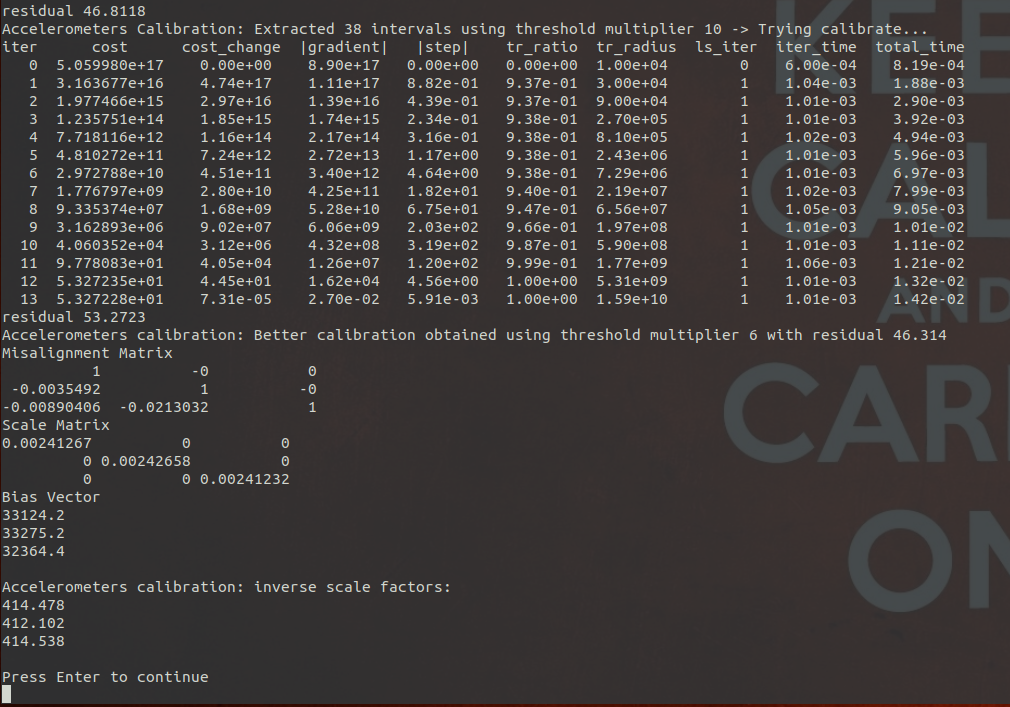 residual 46.8118
Accelerometers Calibration: Extracted 38 intervals using threshold multiplier 10 -> Trying calibrate...
iter      cost      cost_change  |gradient|   |step|    tr_ratio  tr_radius  ls_iter  iter_time  total_time
   0  5.059980e+17    0.00e+00    8.90e+17   0.00e+00   0.00e+00  1.00e+04        0    6.00e-04    8.19e-04
   1  3.163677e+16    4.74e+17    1.11e+17   8.82e-01   9.37e-01  3.00e+04        1    1.04e-03    1.88e-03
   2  1.977466e+15    2.97e+16    1.39e+16   4.39e-01   9.37e-01  9.00e+04        1    1.01e-03    2.90e-03
   3  1.235751e+14    1.85e+15    1.74e+15   2.34e-01   9.38e-01  2.70e+05        1    1.01e-03    3.92e-03
   4  7.718116e+12    1.16e+14    2.17e+14   3.16e-01   9.38e-01  8.10e+05        1    1.02e-03    4.94e-03
   5  4.810272e+11    7.24e+12    2.72e+13   1.17e+00   9.38e-01  2.43e+06        1    1.01e-03    5.96e-03
   6  2.972788e+10    4.51e+11    3.40e+12   4.64e+00   9.38e-01  7.29e+06        1    1.01e-03    6.97e-03
   7  1.776797e+09    2.80e+10    4.25e+11   1.82e+01   9.40e-01  2.19e+07        1    1.02e-03    7.99e-03
   8  9.335374e+07    1.68e+09    5.28e+10   6.75e+01   9.47e-01  6.56e+07        1    1.05e-03    9.05e-03
   9  3.162893e+06    9.02e+07    6.06e+09   2.03e+02   9.66e-01  1.97e+08        1    1.01e-03    1.01e-02
  10  4.060352e+04    3.12e+06    4.32e+08   3.19e+02   9.87e-01  5.90e+08        1    1.01e-03    1.11e-02
  11  9.778083e+01    4.05e+04    1.26e+07   1.20e+02   9.99e-01  1.77e+09        1    1.06e-03    1.21e-02
  12  5.327235e+01    4.45e+01    1.62e+04   4.56e+00   1.00e+00  5.31e+09        1    1.01e-03    1.32e-02
  13  5.327228e+01    7.31e-05    2.70e-02   5.91e-03   1.00e+00  1.59e+10        1    1.01e-03    1.42e-02
residual 53.2723
Accelerometers calibration: Better calibration obtained using threshold multiplier 6 with residual 46.314
Misalignment Matrix
          1          -0           0
 -0.0035492           1          -0
-0.00890406  -0.0213032           1
Scale Matrix
0.00241267          0          0
         0 0.00242658          0
         0          0 0.00241232
Bias Vector
33124.2
33275.2
32364.4
Accelerometers calibration: inverse scale factors:
414.478
412.102
414.538
Press Enter to continue
KEE
CAL
AND
CAR
ON